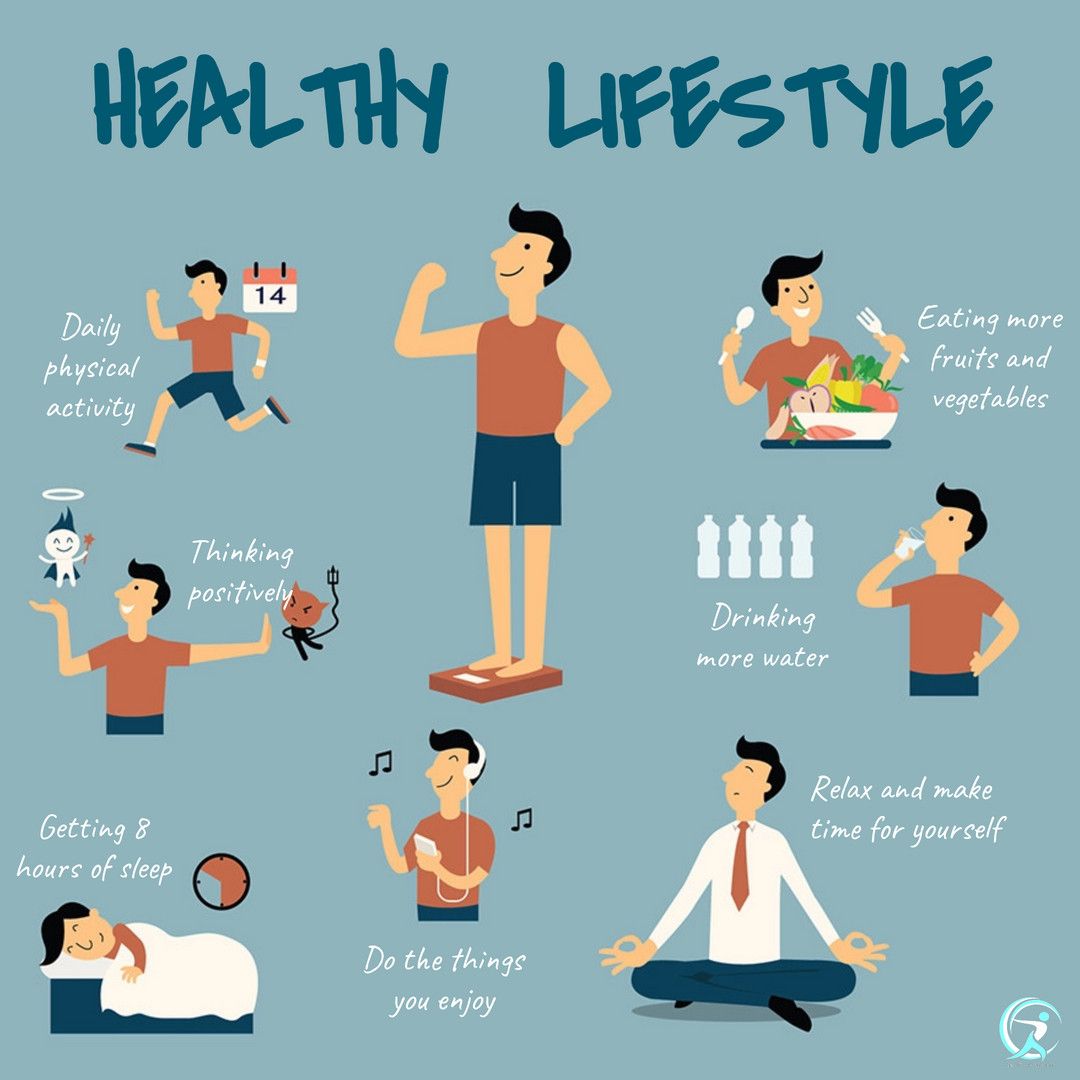 HEALTHY LIFESTYLE
Daily
physical
activity
14
Eating more
fruits and
vegetables
Thinking
positively
Drinking
more water
Getting 8
hours of sleep
Do the things
you enjoy
Relax and make
time for yourself